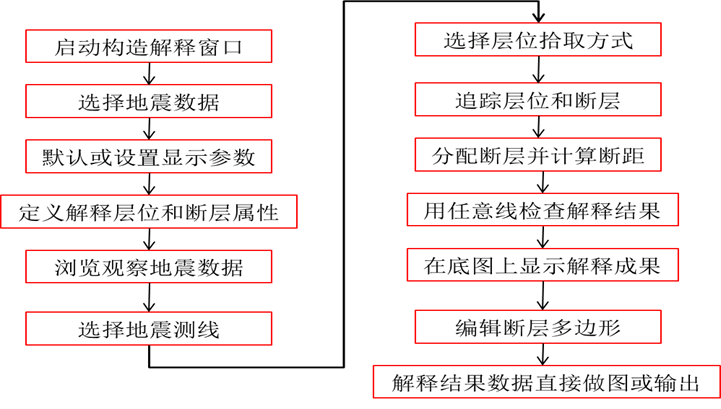 启动构造解释窗口
选择地震数据
默认或设置显示参数
定义解释层位和断层属性
浏览观察地震数据
选择地震测线
选择层位拾取方式
追踪层位和断层
分配断层并计算断距
用任意线检查解释结果
在底图上显示解释成果
编辑断层多边形
解释结果数据直接做图或输出